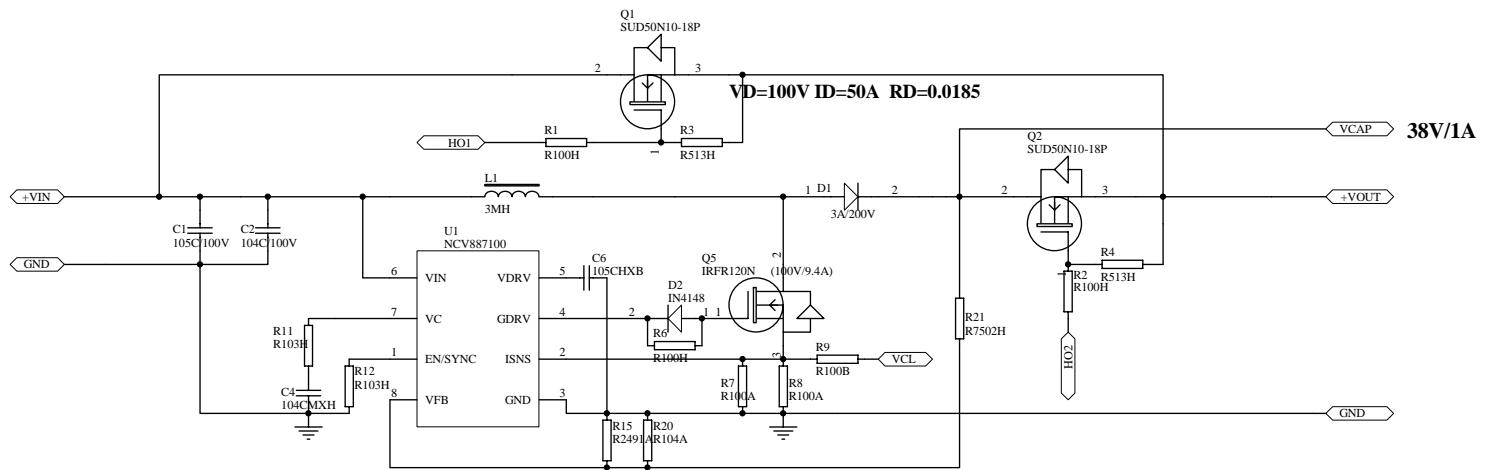 Q1
SUD50N10-18P
2
3
VD=100V ID=50A RD=0.0185
HO1
R1
R100H
1
R3
R513H
VCAP
38V/1A
Q2
SUD50N10-18P
+VIN
L1
3MH
1
D1
2
3A/200V
2
3
+VOUT
C1
105C/100V
C2
104C/100V
GND
U1
NCV887100
C6
105CHXB
Q5
IRFR120N
2
(100V/9.4A)
R4
R513H
1
R2
R100H
6
VIN
VDRV
5
D2
IN4148
7
VC
GDRV
4
2
1
1
R6
R100H
R21
R7502H
R11
R103H
1
EN/SYNC
ISNS
2
3
R9
R100B
VCL
HO2
R12
R103H
C4
104CMXH
8
VFB
GND
3
R7
R100A
R8
R100A
GND
R15
R2491A
R20
R104A